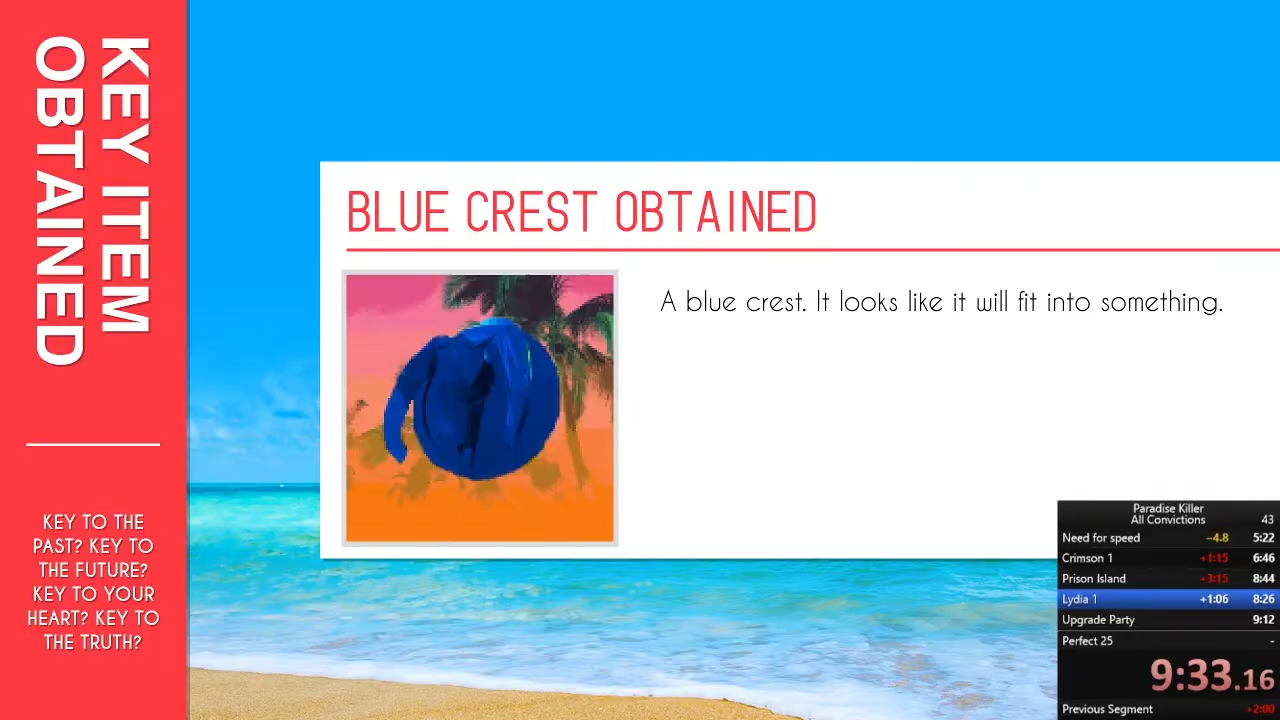 KEY ITEM
OBTAINED
KEY TO THE
PAST? KEY TO
THE FUTURE?
KEY TO YOUR
HEART? KEY TO
THE TRUTH?
BLUE CREST OBTAINED
A blue crest. It looks like it will fit into something.
Paradise Killer
All Convictions 43
Need for speed -4.8 5:22
Crimson 1 +1:15 6:46
Prison Island +3:15 8:44
Lydia 1 +1:06 8:26
Upgrade Party 9:12
Perfect 25 -
9:33.16
Previous Segment +2:00